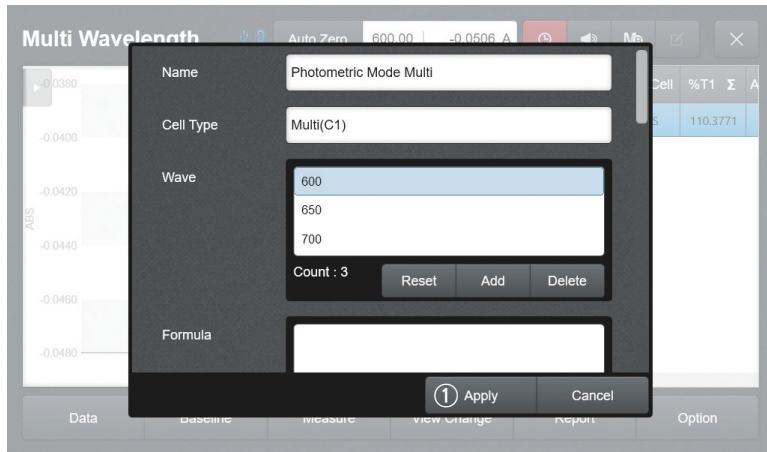 Multi Wavelength Auto Zero 600.00 -0.0506 A
Cell %T1 Σ A
-0.0380
-0.0400
-0.0420
-0.0440
-0.0460
-0.0480
ABS
S 110.3771
Name Photometric Mode Multi
Cell Type Multi(C1)
Wave 600
650
700
Count : 3 Reset Add Delete
Formula
① Apply Cancel
Data Baseline Measure View Change Report Option